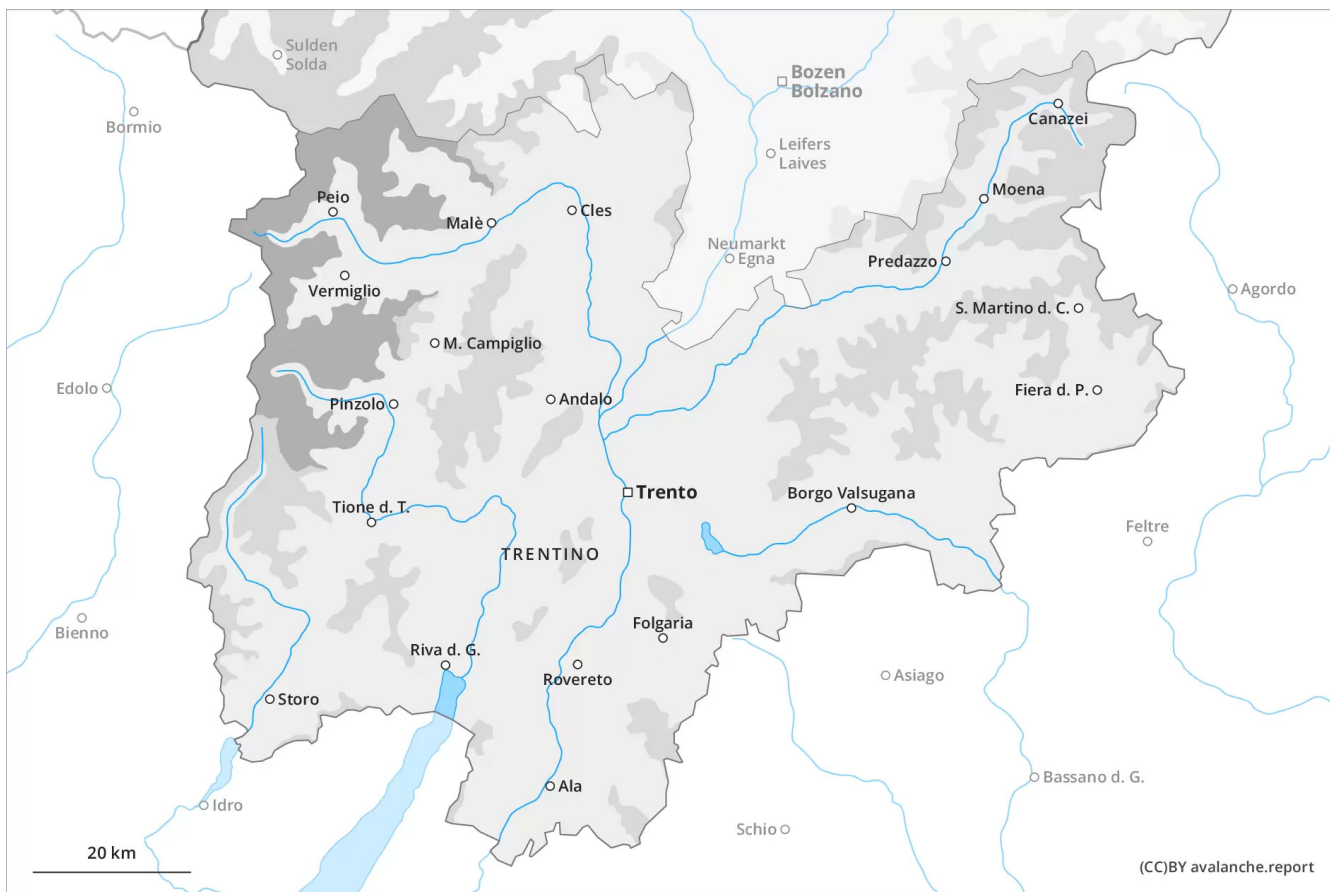 Sulden
Solda
Bozen
Bolzano
Bormio
Canazei
Leifers
Laives
Moena
Peio
Malè
Cles
Neumarkt
Egna
Predazzo
Vermiglio
Agordo
S. Martino d. C.
M. Campiglio
Edolo
Andalo
Fiera d. P.
Pinzolo
Trento
Borgo Valsugana
Tione d. T.
Feltre
TRENTINO
Bienno
Folgaria
Riva d. G.
Rovereto
Asiago
Storo
Bassano d. G.
Ala
Idro
Schio
20 km
(CC)BY avalanche.report